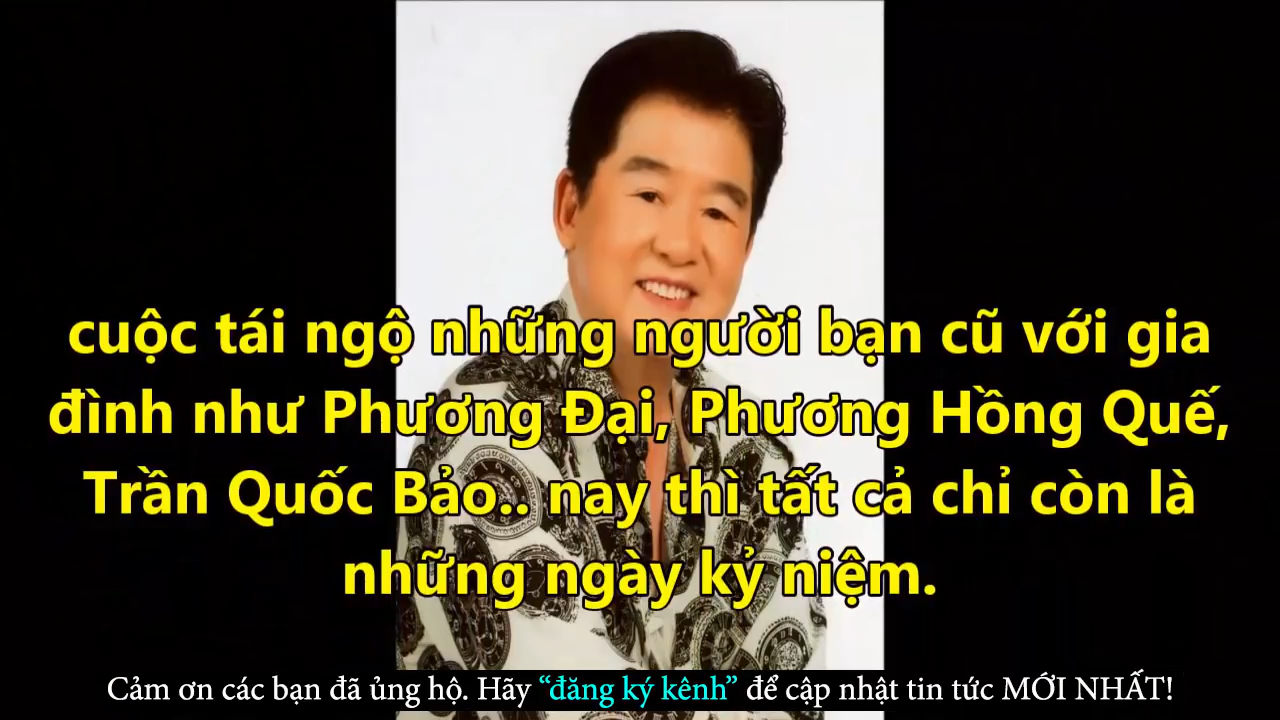 cuộc tái ngộ những người bạn cũ với gia
đình như Phương Đại, Phương Hồng Quế,
Trần Quốc Bảo.. nay thì tất cả chỉ còn là
những ngày kỷ niệm.
Cảm ơn các bạn đã ủng hộ. Hãy “đăng ký kênh” để cập nhật tin tức MỚI NHẤT!